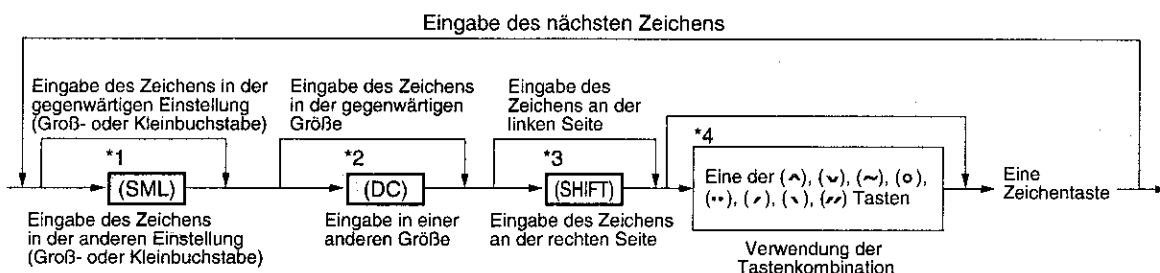 Eingabe des nächsten Zeichens
Eingabe des Zeichens in der
gegenwärtigen Einstellung
(Groß- oder Kleinbuchstabe)
*1
(SML)
Eingabe des Zeichens
in der anderen Einstellung
(Groß- oder Kleinbuchstabe)
Eingabe des Zeichens
in der gegenwärtigen
Größe
*2
(DC)
Eingabe in einer
anderen Größe
Eingabe des
Zeichens an der
linken Seite
*3
(SHIFT)
Eingabe des Zeichens
an der rechten Seite
*4
Eine der (^), (ˇ), (~), (°),
(¨), (´), (`), (˝) Tasten
Verwendung der
Tastenkombination
Eine
Zeichentaste